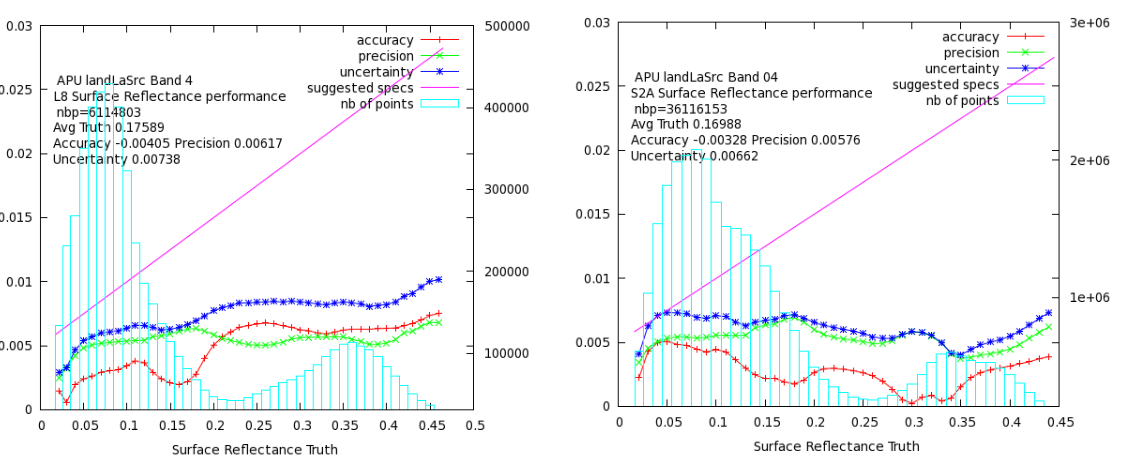 0.03
0.025
0.02
0.015
0.01
0.005
0
500000
400000
300000
200000
100000
accuracy
precision
uncertainty
suggested specs
nb of points
APU landLaSrc Band 4
L8 Surface Reflectance performance
nbp=6114803
Avg Truth 0.17589
Accuracy -0.00405 Precision 0.00617
Uncertainty 0.00738
0 0.05 0.1 0.15 0.2 0.25 0.3 0.35 0.4 0.45 0.5
Surface Reflectance Truth
0.03
0.025
0.02
0.015
0.01
0.005
0
3e+06
2e+06
1e+06
accuracy
precision
uncertainty
suggested specs
nb of points
APU landLaSrc Band 04
S2A Surface Reflectance performance
nbp=36116153
Avg Truth 0.16988
Accuracy -0.00328 Precision 0.00576
Uncertainty 0.00662
0 0.05 0.1 0.15 0.2 0.25 0.3 0.35 0.4 0.45
Surface Reflectance Truth